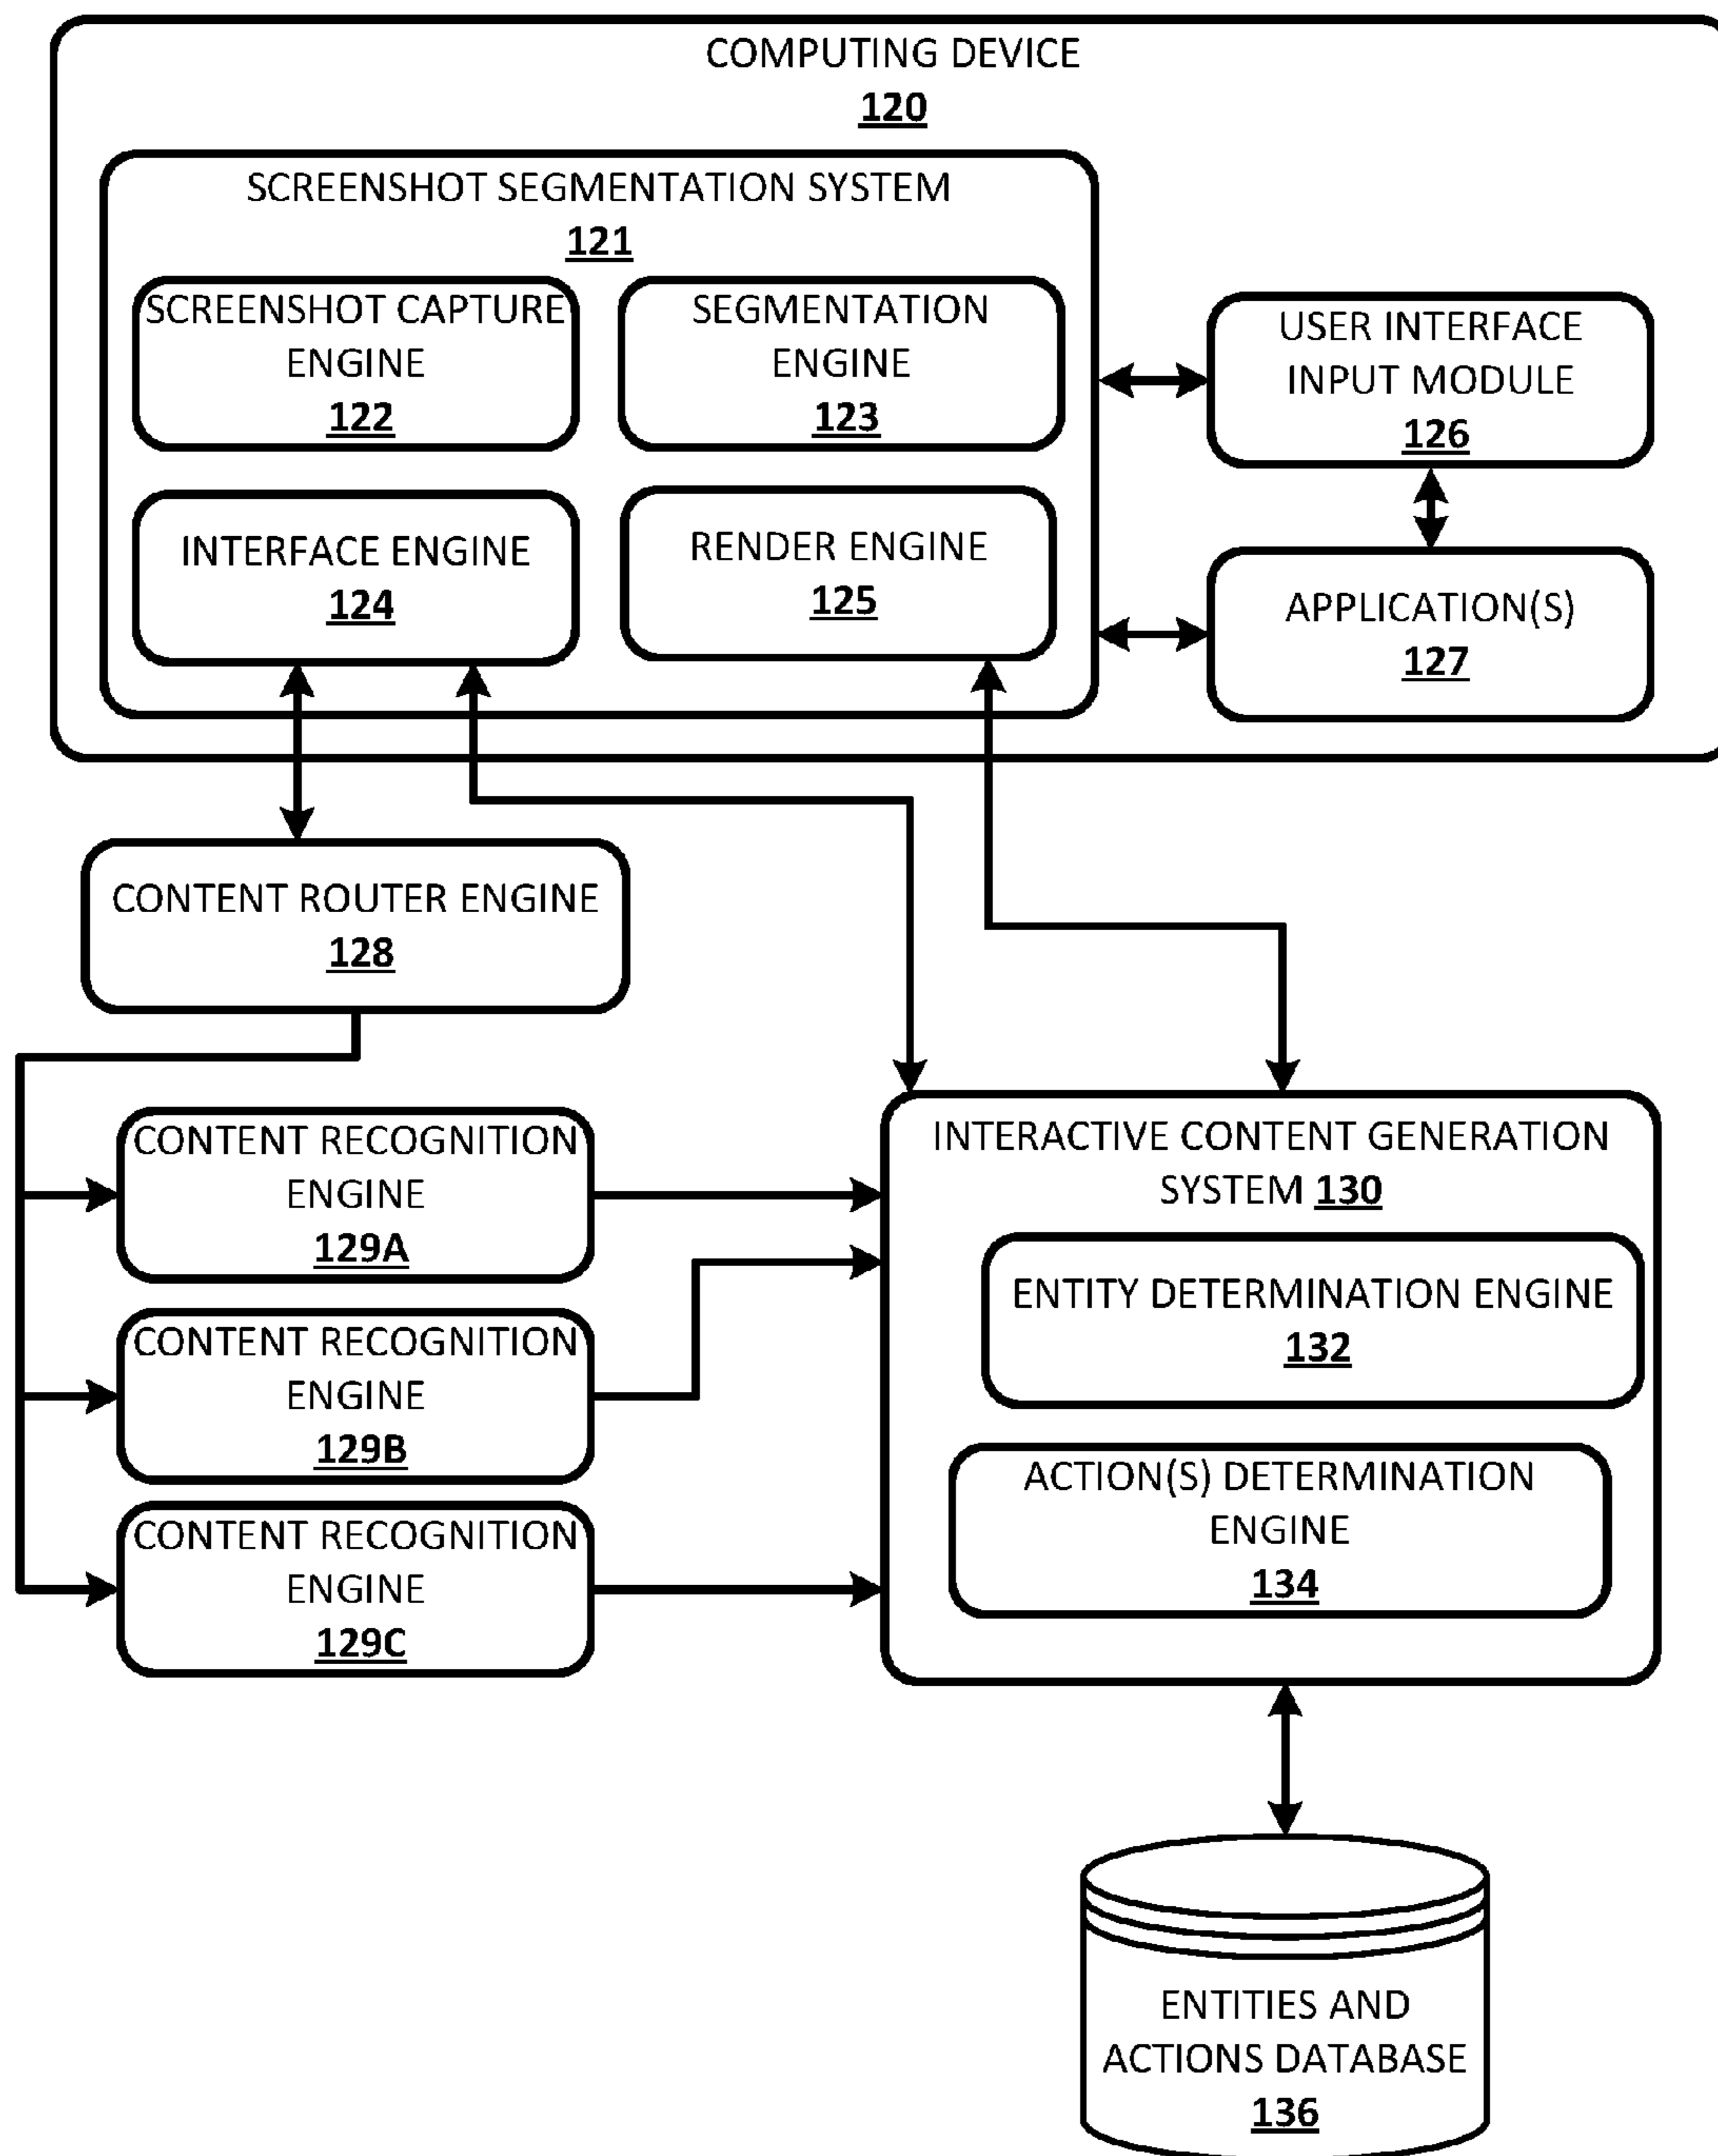 COMPUTING DEVICE
120
SCREENSHOT SEGMENTATION SYSTEM
121
SCREENSHOT CAPTURE
ENGINE
122
SEGMENTATION
ENGINE
123
USER INTERFACE
INPUT MODULE
126
INTERFACE ENGINE
124
RENDER ENGINE
125
APPLICATION(S)
127
CONTENT ROUTER ENGINE
128
CONTENT RECOGNITION
ENGINE
129A
CONTENT RECOGNITION
ENGINE
129B
CONTENT RECOGNITION
ENGINE
129C
INTERACTIVE CONTENT GENERATION
SYSTEM 130
ENTITY DETERMINATION ENGINE
132
ACTION(S) DETERMINATION
ENGINE
134
ENTITIES AND
ACTIONS DATABASE
136